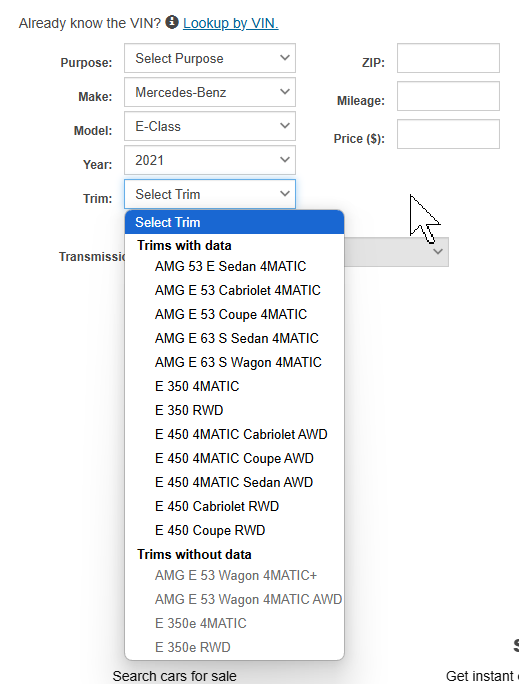 Already know the VIN? Lookup by VIN.
Purpose: Select Purpose
ZIP:
Make: Mercedes-Benz
Mileage:
Model: E-Class
Price ($):
Year: 2021
Trim: Select Trim
Select Trim
Trims with data
AMG 53 E Sedan 4MATIC
AMG E 53 Cabriolet 4MATIC
AMG E 53 Coupe 4MATIC
AMG E 63 S Sedan 4MATIC
AMG E 63 S Wagon 4MATIC
E 350 4MATIC
E 350 RWD
E 450 4MATIC Cabriolet AWD
E 450 4MATIC Coupe AWD
E 450 4MATIC Sedan AWD
E 450 Cabriolet RWD
E 450 Coupe RWD
Trims without data
AMG E 53 Wagon 4MATIC+
AMG E 53 Wagon 4MATIC AWD
E 350e 4MATIC
E 350e RWD
Search cars for sale
Get instant